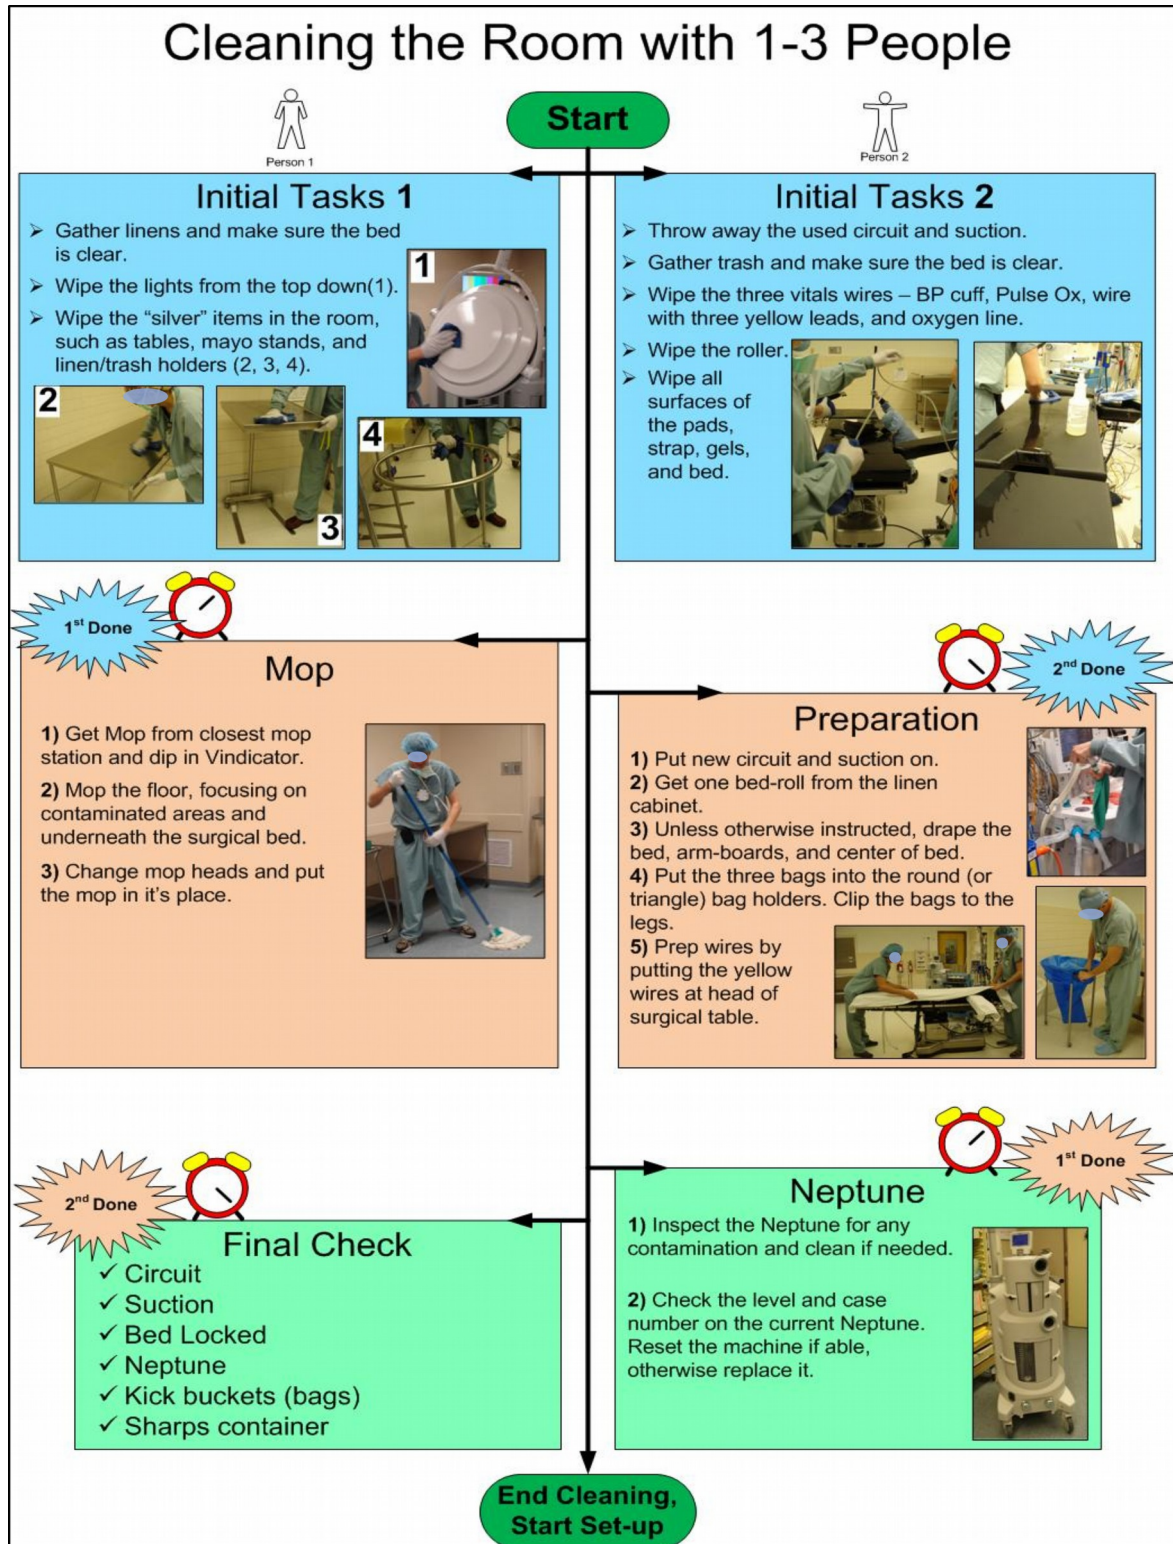 Cleaning the Room with 1-3 People
Start
Person 1
Person 2
Initial Tasks 1
➢ Gather linens and make sure the bed
is clear.
➢ Wipe the lights from the top down(1).
➢ Wipe the “silver” items in the room,
such as tables, mayo stands, and
linen/trash holders (2, 3, 4).
1
2
3
4
Initial Tasks 2
➢ Throw away the used circuit and suction.
➢ Gather trash and make sure the bed is clear.
➢ Wipe the three vitals wires – BP cuff, Pulse Ox, wire
with three yellow leads, and oxygen line.
➢ Wipe the roller.
➢ Wipe all
surfaces of
the pads,
strap, gels,
and bed.
1st Done
Mop
1) Get Mop from closest mop
station and dip in Vindicator.
2) Mop the floor, focusing on
contaminated areas and
underneath the surgical bed.
3) Change mop heads and put
the mop in it’s place.
2nd Done
Preparation
1) Put new circuit and suction on.
2) Get one bed-roll from the linen
cabinet.
3) Unless otherwise instructed, drape the
bed, arm-boards, and center of bed.
4) Put the three bags into the round (or
triangle) bag holders. Clip the bags to the
legs.
5) Prep wires by
putting the yellow
wires at head of
surgical table.
1st Done
Neptune
1) Inspect the Neptune for any
contamination and clean if needed.
2) Check the level and case
number on the current Neptune.
Reset the machine if able,
otherwise replace it.
2nd Done
Final Check
✓ Circuit
✓ Suction
✓ Bed Locked
✓ Neptune
✓ Kick buckets (bags)
✓ Sharps container
End Cleaning,
Start Set-up